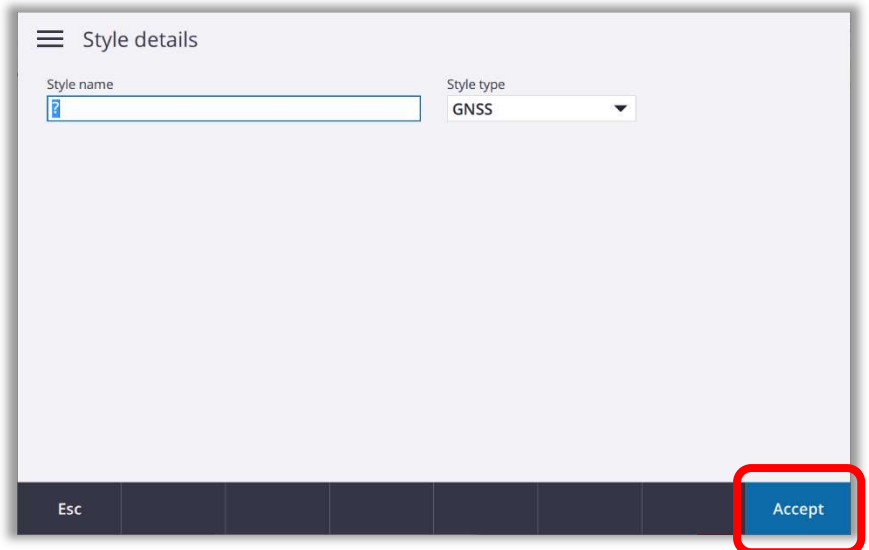 Style details
Style name
Style type
?
GNSS
Esc
Accept